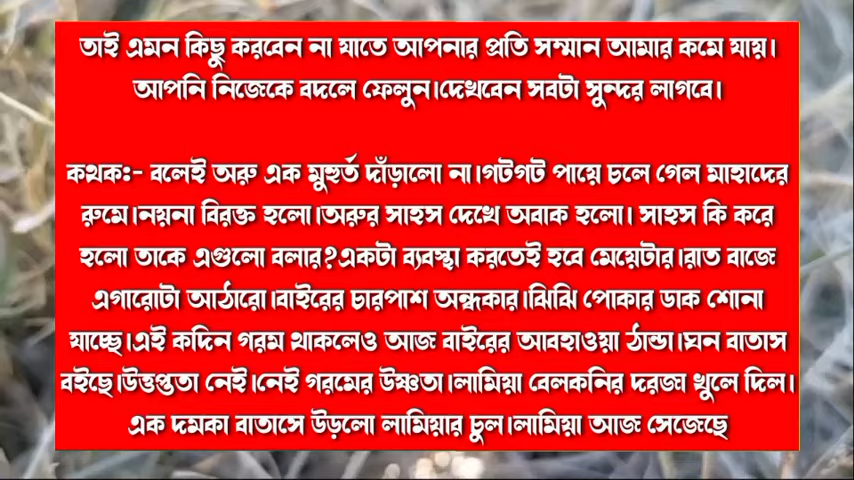 তাই এমন কিছু করবেন না যাতে আপনার প্রতি সম্মান আমার কমে যায়।
আপনি নিজেকে বদলে ফেলুন।দেখবেন সবটা সুন্দর লাগবে।
কথক:- বলেই অরু এক মুহুর্ত দাঁড়ালো না।গটগট পায়ে চলে গেল মাহাদের
রুমে।নয়না বিরক্ত হলো।অরুর সাহস দেখে অবাক হলো। সাহস কি করে
হলো তাকে এগুলো বলার?একটা ব্যবস্থা করতেই হবে মেয়েটার।রাত বাজে
এগারোটা আঠারো।বাইরের চারপাশ অন্ধকার।ঝিঝি পোকার ডাক শোনা
যাচ্ছে।এই কদিন গরম থাকলেও আজ বাইরের আবহাওয়া ঠান্ডা।ঘন বাতাস
বইছে।উত্তপ্ততা নেই।নেই গরমের উষ্ণতা।লামিয়া বেলকনির দরজা খুলে দিল।
এক দমকা বাতাসে উড়লো লামিয়ার চুল।লামিয়া আজ সেজেছে